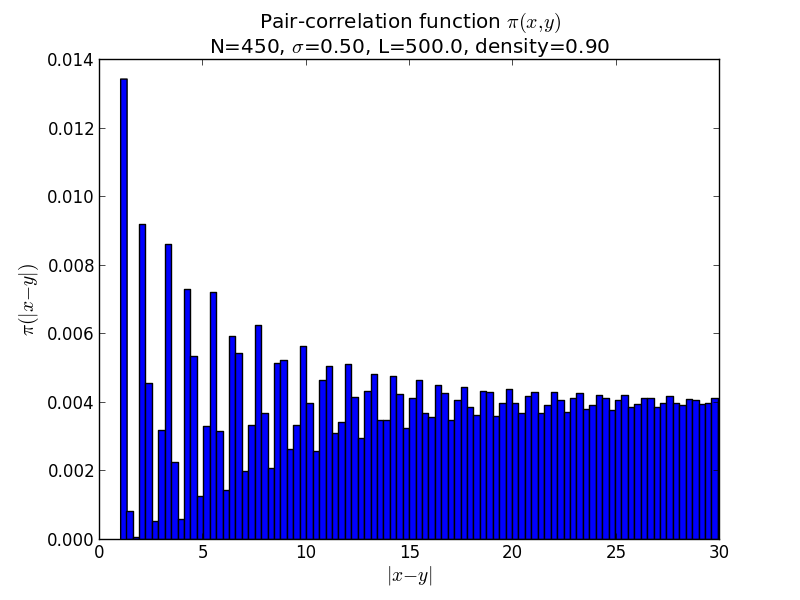 Pair-correlation function π(x,y)
N=450, σ=0.50, L=500.0, density=0.90
0.014
0.012
0.010
0.008
0.006
0.004
0.002
0.000
π(|x−y|)
0 5 10 15 20 25 30
|x−y|